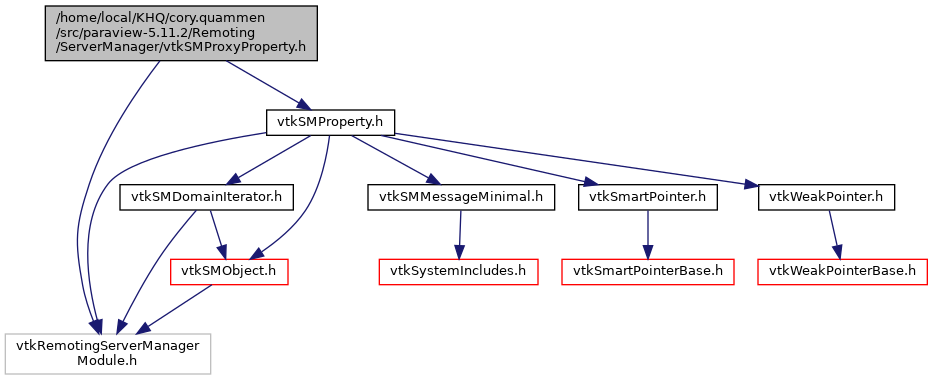 /home/local/KHQ/cory.quammen
/src/paraview-5.11.2/Remoting
/ServerManager/vtkSMProxyProperty.h
vtkSMProperty.h
vtkSMDomainIterator.h
vtkSMMessageMinimal.h
vtkSmartPointer.h
vtkWeakPointer.h
vtkSMObject.h
vtkSystemIncludes.h
vtkSmartPointerBase.h
vtkWeakPointerBase.h
vtkRemotingServerManager
Module.h